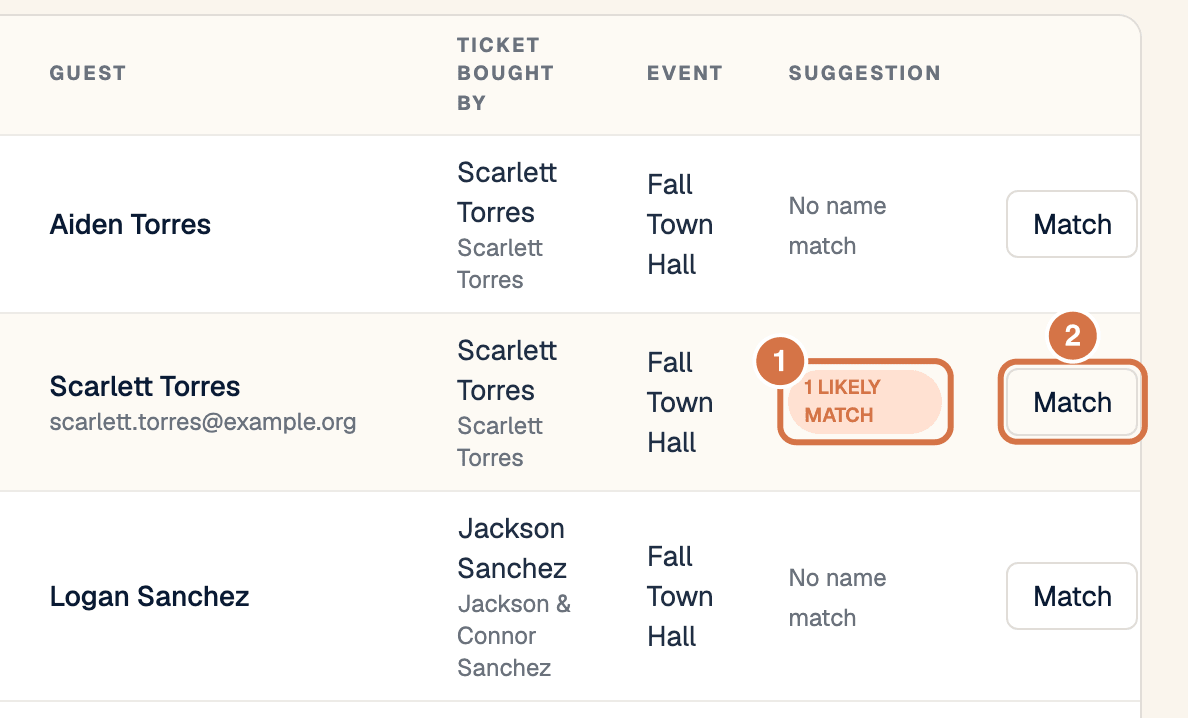 GUEST
TICKET
BOUGHT
BY
EVENT
SUGGESTION
Aiden Torres
Scarlett
Torres
Scarlett
Torres
Fall
Town
Hall
No name
match
Match
Scarlett Torres
scarlett.torres@example.org
Scarlett
Torres
Scarlett
Torres
Fall
Town
Hall
1
1 LIKELY
MATCH
2
Match
Logan Sanchez
Jackson
Sanchez
Jackson &
Connor
Sanchez
Fall
Town
Hall
No name
match
Match